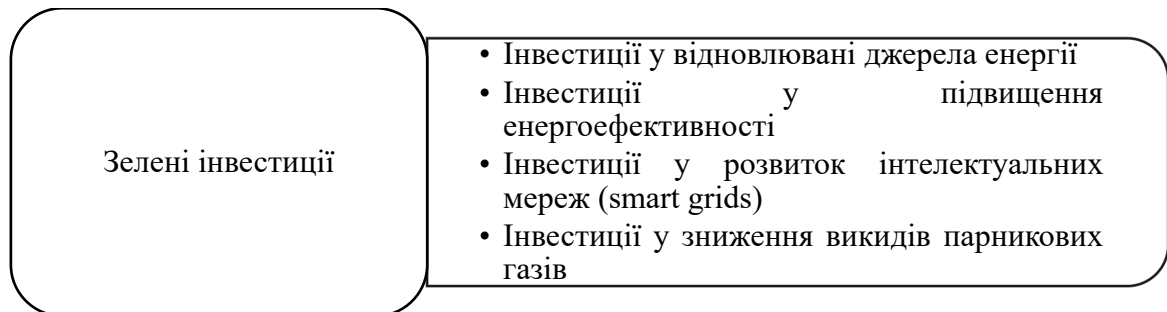 Зелені інвестиції
• Інвестиції у відновлювані джерела енергії
• Інвестиції у підвищення
енергоефективності
• Інвестиції у розвиток інтелектуальних
мереж (smart grids)
• Інвестиції у зниження викидів парникових
газів